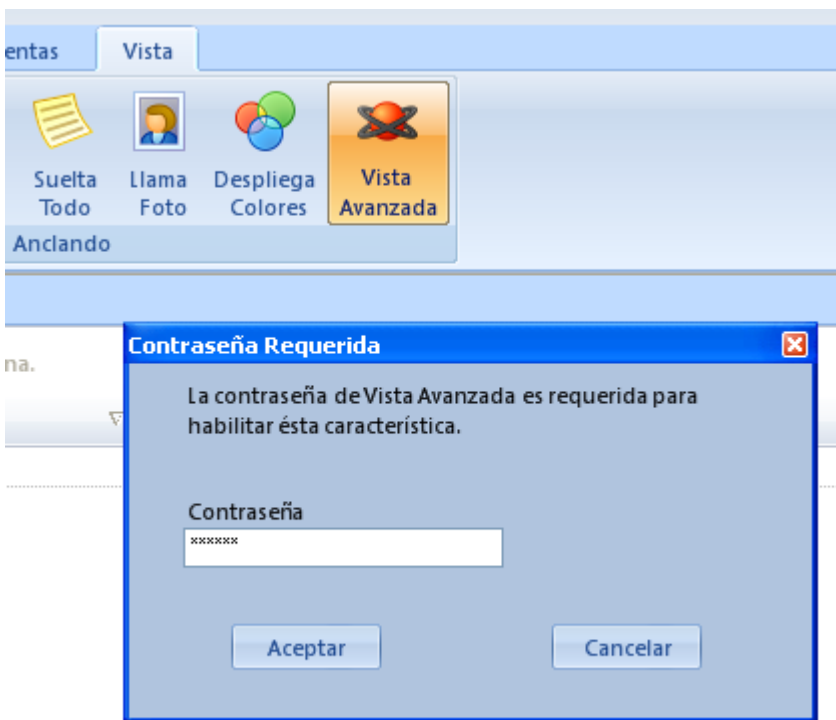 entas Vista
Suelta Llama Despliega Vista
Todo Foto Colores Avanzada
Anclando
na.
Contraseña Requerida
La contraseña de Vista Avanzada es requerida para
habilitar ésta característica.
Contraseña
******
Aceptar Cancelar